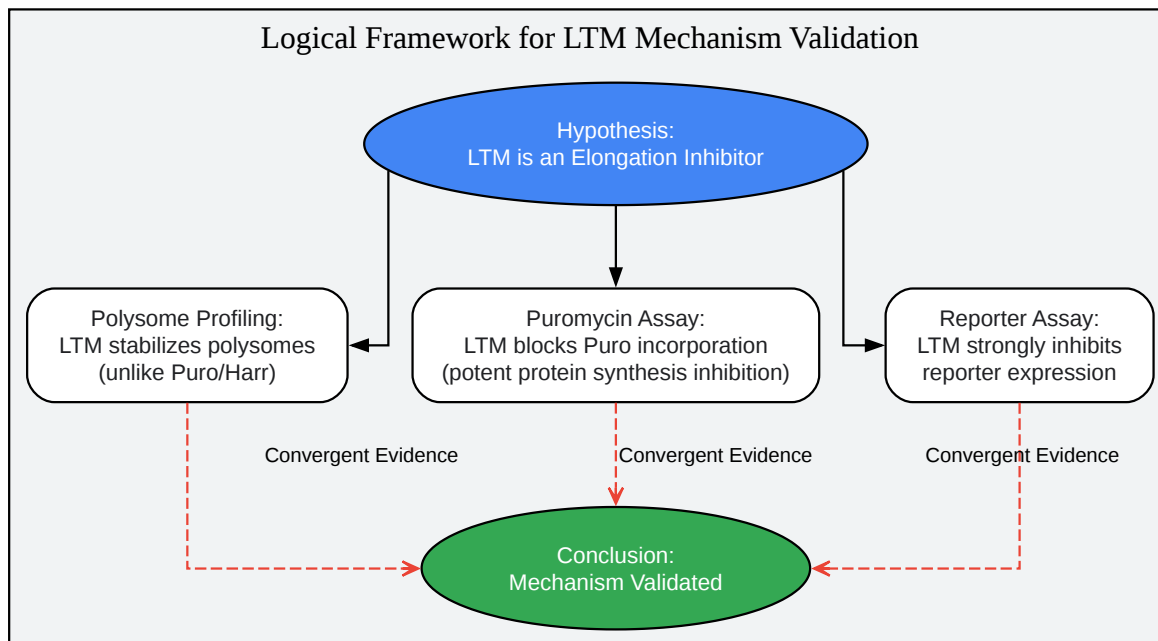 Logical Framework for LTM Mechanism Validation
Hypothesis:
LTM is an Elongation Inhibitor
Polysome Profiling:
LTM stabilizes polysomes
(unlike Puro/Harr)
Puromycin Assay:
LTM blocks Puro incorporation
(potent protein synthesis inhibition)
Reporter Assay:
LTM strongly inhibits
reporter expression
Convergent Evidence
Convergent Evidence
Convergent Evidence
Conclusion:
Mechanism Validated